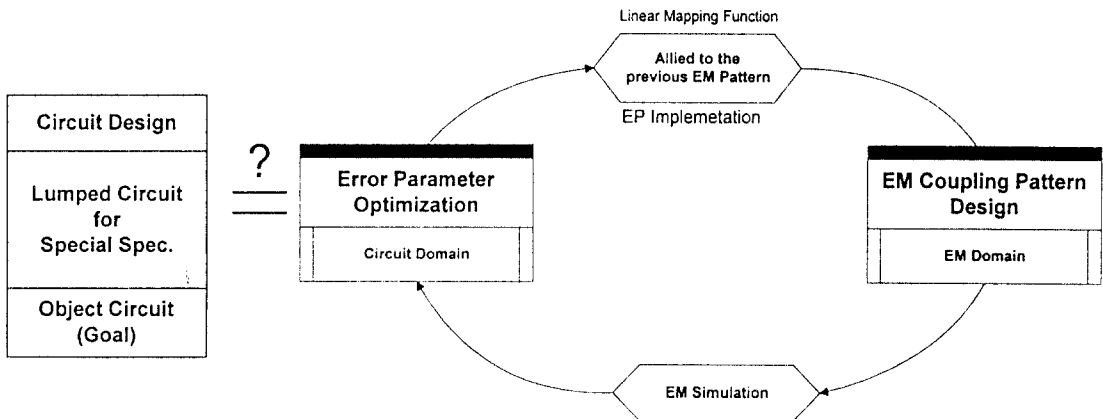 Linear Mapping Function
Allied to the
previous EM Pattern
EP Implemetation
Circuit Design
Lumped Circuit
for
Special Spec.
Object Circuit
(Goal)
?
Error Parameter
Optimization
Circuit Domain
EM Coupling Pattern
Design
EM Domain
EM Simulation